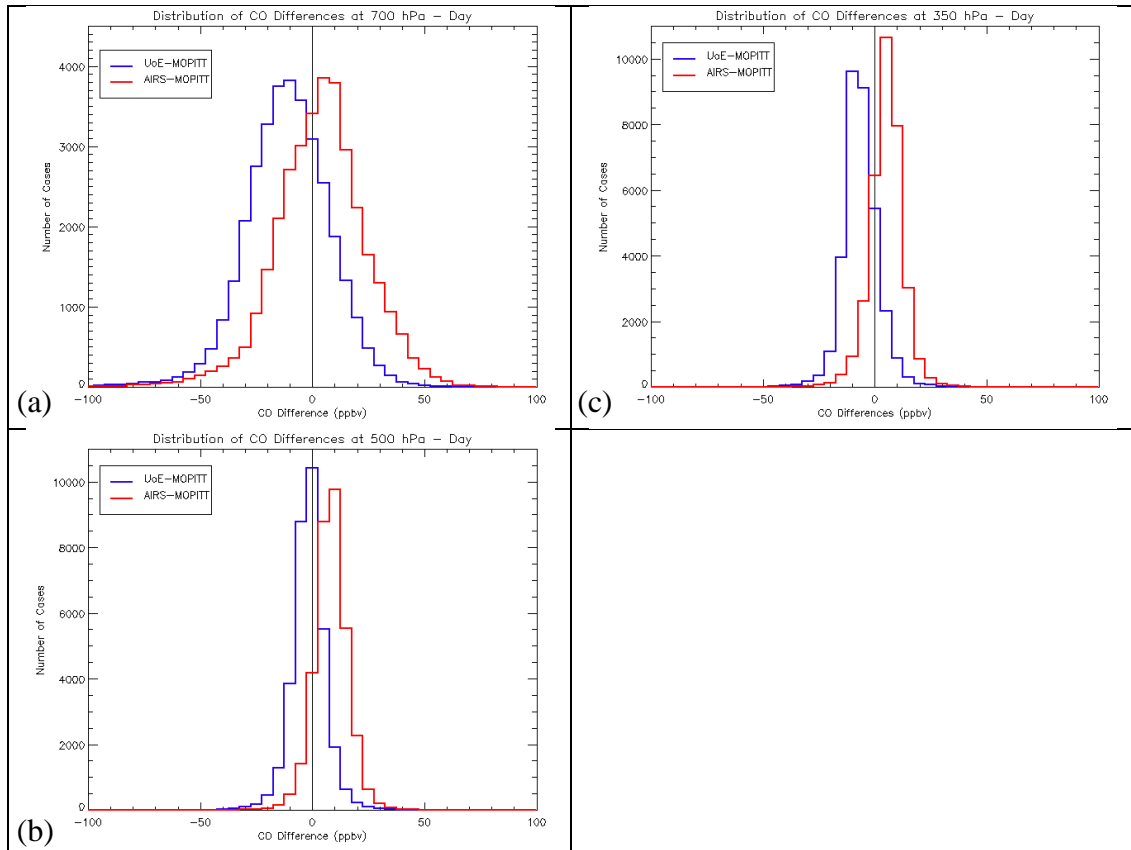 Distribution of CO Differences at 700 hPa - Day
UoE-MOPITT
AIRS-MOPITT
Number of Cases
4000
3000
2000
1000
0
-100
-50
0
50
100
CO Difference (ppbv)
(a)
Distribution of CO Differences at 350 hPa - Day
UoE-MOPITT
AIRS-MOPITT
Number of Cases
10000
8000
6000
4000
2000
0
-100
-50
0
50
100
CO Differences (ppbv)
(c)
Distribution of CO Differences at 500 hPa - Day
UoE-MOPITT
AIRS-MOPITT
Number of Cases
10000
8000
6000
4000
2000
0
-100
-50
0
50
100
CO Difference (ppbv)
(b)